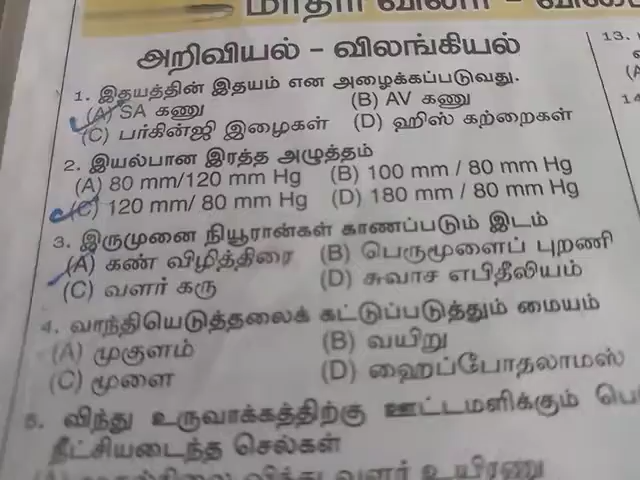 மாதிரி வினா -
அறிவியல் – விலங்கியல்
1. இதயத்தின் இதயம் என அழைக்கப்படுவது.
(A) SA கணு (B) AV கணு
(C) பர்கின்ஜி இழைகள் (D) ஹிஸ் கற்றைகள்
2. இயல்பான இரத்த அழுத்தம்
(A) 80 mm/120 mm Hg (B) 100 mm / 80 mm Hg
(C) 120 mm/ 80 mm Hg (D) 180 mm / 80 mm Hg
3. இருமுனை நியூரான்கள் காணப்படும் இடம்
(A) கண் விழித்திரை (B) பெருமூளைப் புறணி
(C) வளர் கரு (D) சுவாச எபிதீலியம்
4. வாந்தியெடுத்தலைக் கட்டுப்படுத்தும் மையம்
(A) முகுளம் (B) வயிறு
(C) மூளை (D) ஹைப்போதலாமஸ்
5. விந்து உருவாக்கத்திற்கு ஊட்டமளிக்கும்
நீட்சியடைந்த செல்கள்
13.
(A
14